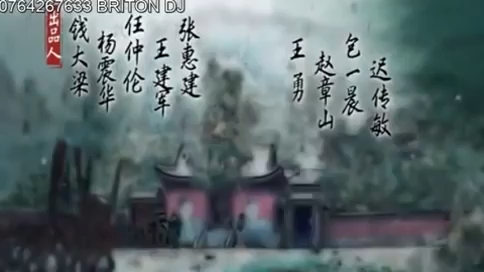 0764267633 BRITON DJ
出品人
钱大梁
杨震华
任仲伦
王建军
张惠建
王勇
赵章山
包一晨
迟传敏